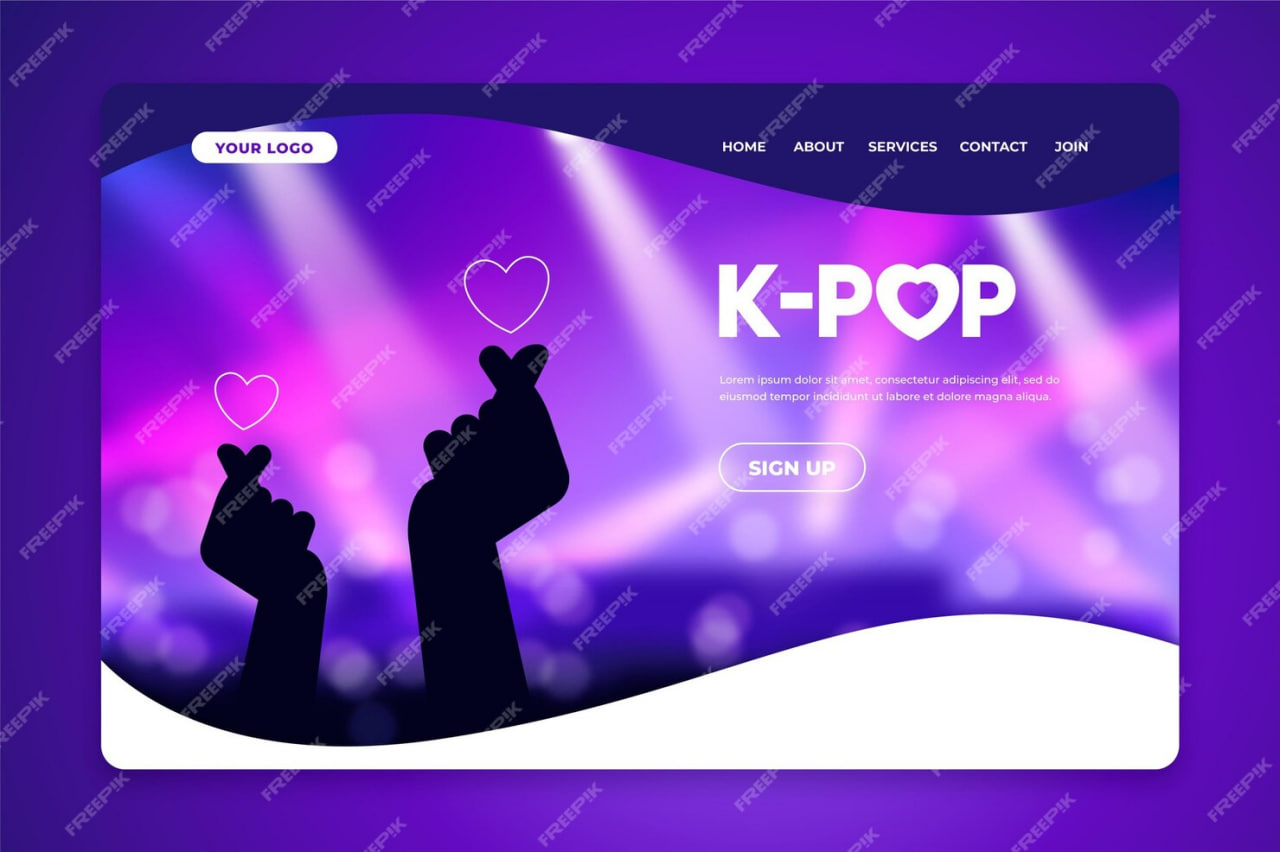 YOUR LOGO
HOME ABOUT SERVICES CONTACT JOIN
K-POP
Lorem ipsum dolor sit amet, consectetur adipiscing elit, sed do
eiusmod tempor incididunt ut labore et dolore magna aliqua.
SIGN UP
FREEPIK